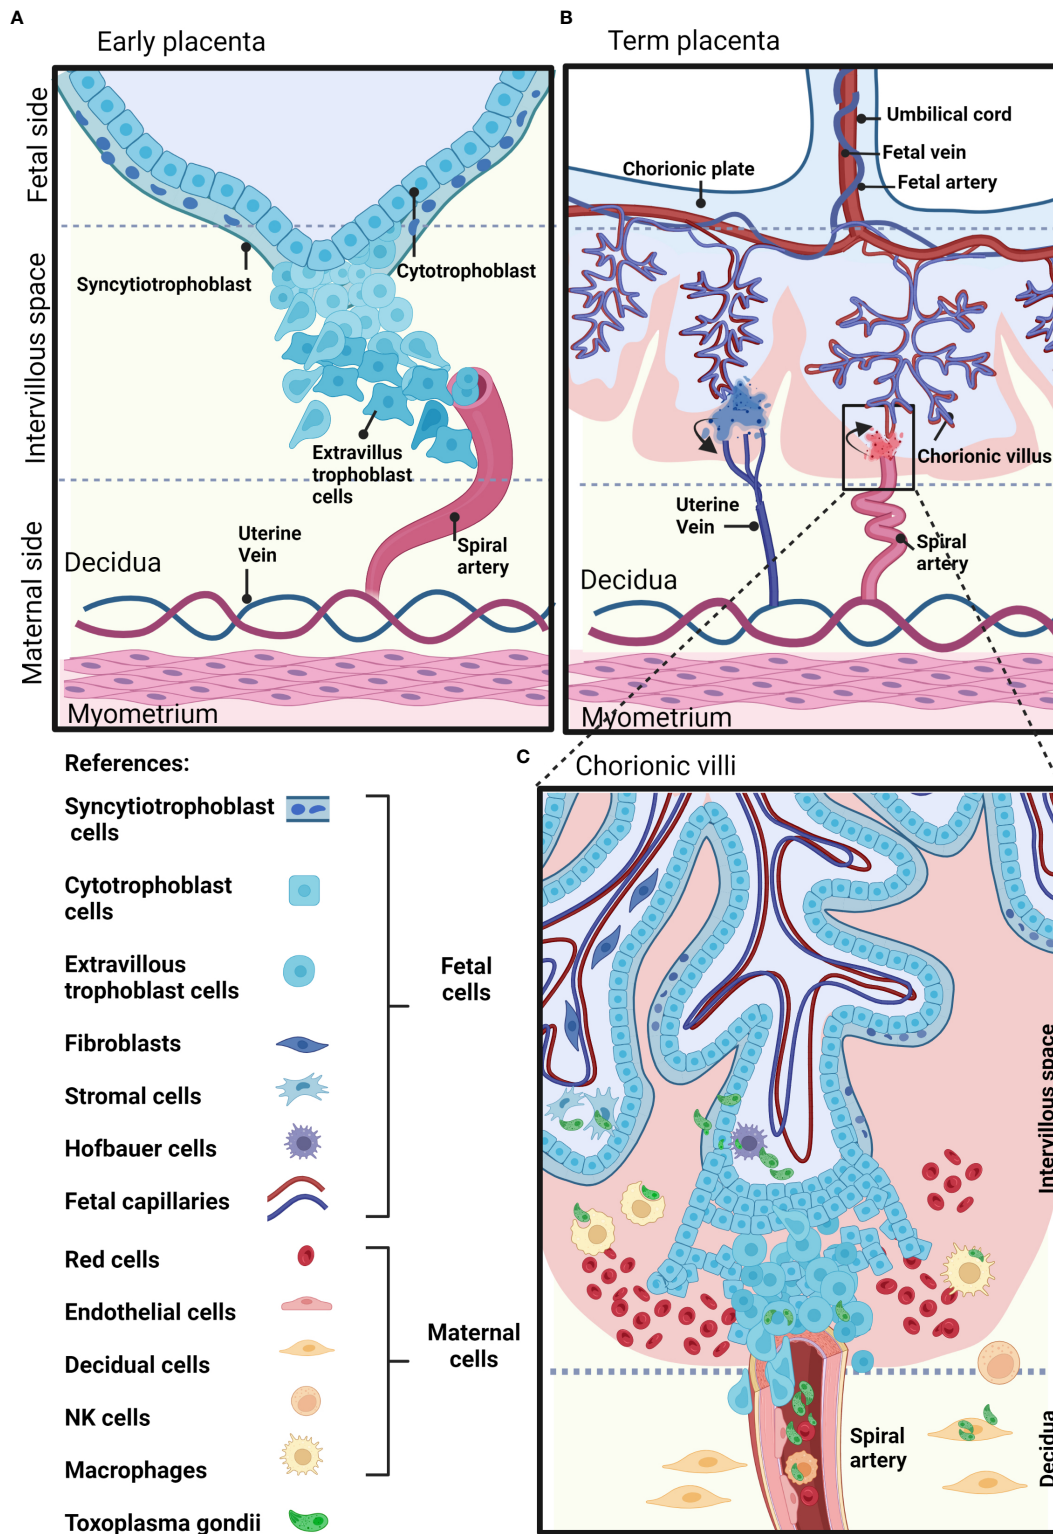 A
Early placenta
Fetal side
Intervillous space
Maternal side
Syncytiotrophoblast
Cytotrophoblast
Extravillus
trophoblast
cells
Uterine
Vein
Spiral
artery
Decidua
Myometrium
B
Term placenta
Umbilical cord
Fetal vein
Fetal artery
Chorionic plate
Chorionic villus
Uterine
Vein
Spiral
artery
Decidua
Myometrium
References:
Syncytiotrophoblast
cells
Cytotrophoblast
cells
Extravillous
trophoblast cells
Fibroblasts
Stromal cells
Hofbauer cells
Fetal capillaries
Fetal
cells
Red cells
Endothelial cells
Decidual cells
NK cells
Macrophages
Maternal
cells
Toxoplasma gondii
C
Chorionic villi
Intervillous space
Spiral
artery
Decidua